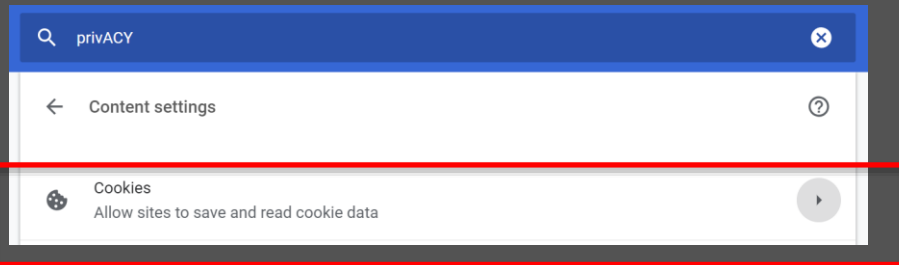 privACY
Content settings
Cookies
Allow sites to save and read cookie data